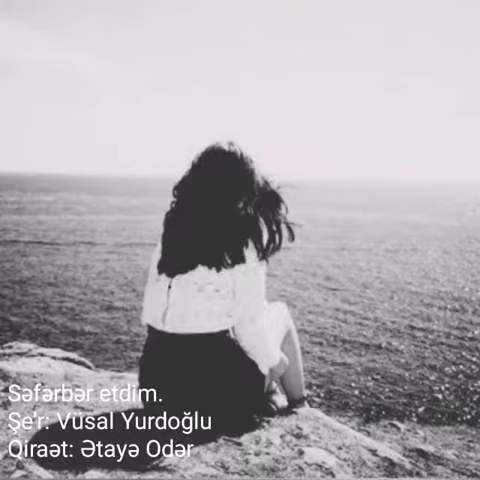 Səfərbər etdim.
Şe'r: Vüsal Yurdoğlu
Qiraət: Ətayə Odər